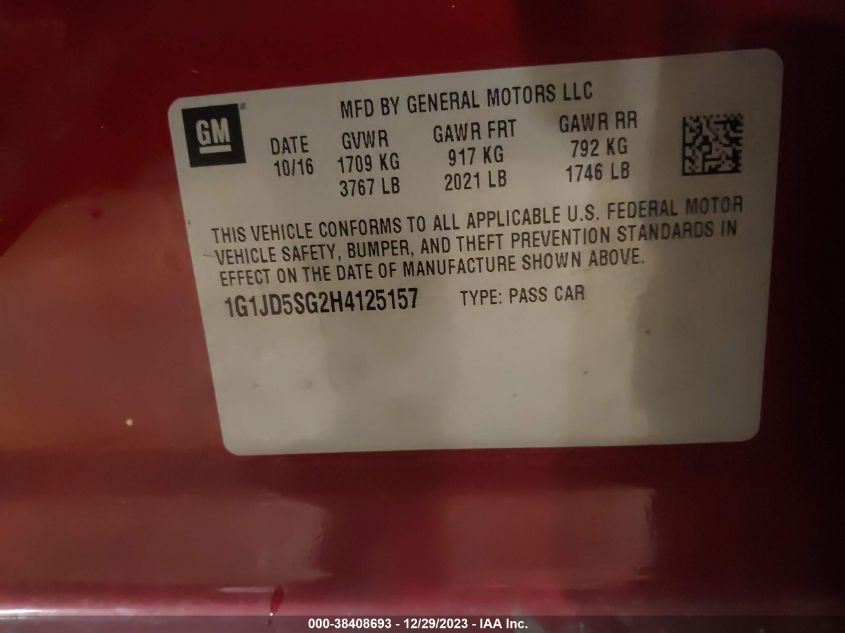 GM
MFD BY GENERAL MOTORS LLC
DATE GVWR GAWR FRT GAWR RR
10/16 1709 KG 917 KG 792 KG
3767 LB 2021 LB 1746 LB
THIS VEHICLE CONFORMS TO ALL APPLICABLE U.S. FEDERAL MOTOR
VEHICLE SAFETY, BUMPER, AND THEFT PREVENTION STANDARDS IN
EFFECT ON THE DATE OF MANUFACTURE SHOWN ABOVE.
1G1JD5SG2H4125157 TYPE: PASS CAR
000-38408693 - 12/29/2023 - IAA Inc.